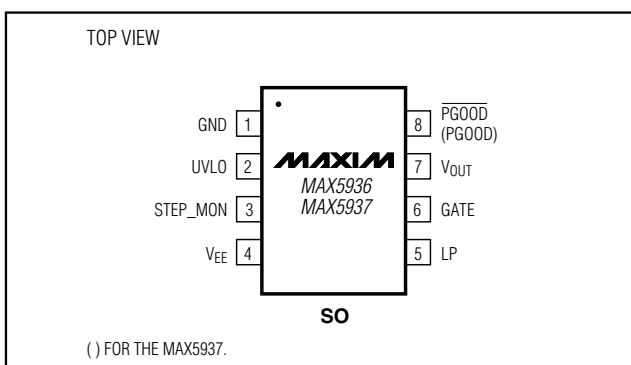 TOP VIEW
GND 1
UVLO 2
STEP_MON 3
VEE 4
MAXIM
MAX5936
MAX5937
8 PGOOD
(PGOOD)
7 VOUT
6 GATE
5 LP
SO
( ) FOR THE MAX5937.